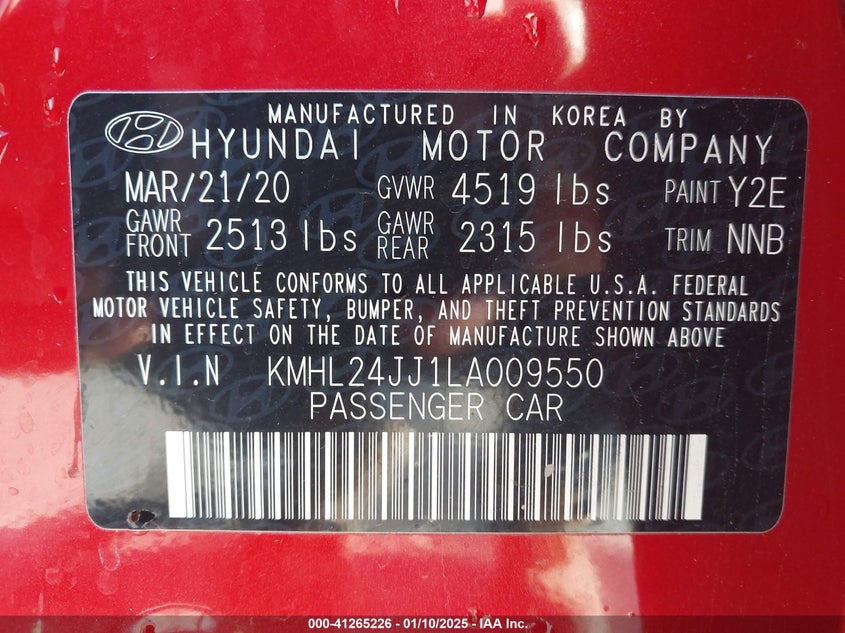 MANUFACTURED IN KOREA BY
HYUNDAI MOTOR COMPANY
MAR/21/20 GVWR 4519 lbs PAINT Y2E
GAWR FRONT 2513 lbs GAWR REAR 2315 lbs TRIM NNB
THIS VEHICLE CONFORMS TO ALL APPLICABLE U.S.A. FEDERAL
MOTOR VEHICLE SAFETY, BUMPER, AND THEFT PREVENTION STANDARDS
IN EFFECT ON THE DATE OF MANUFACTURE SHOWN ABOVE
V.I.N KMHL24JJ1LA009550
PASSENGER CAR
000-41265226 - 01/10/2025 - IAA Inc.